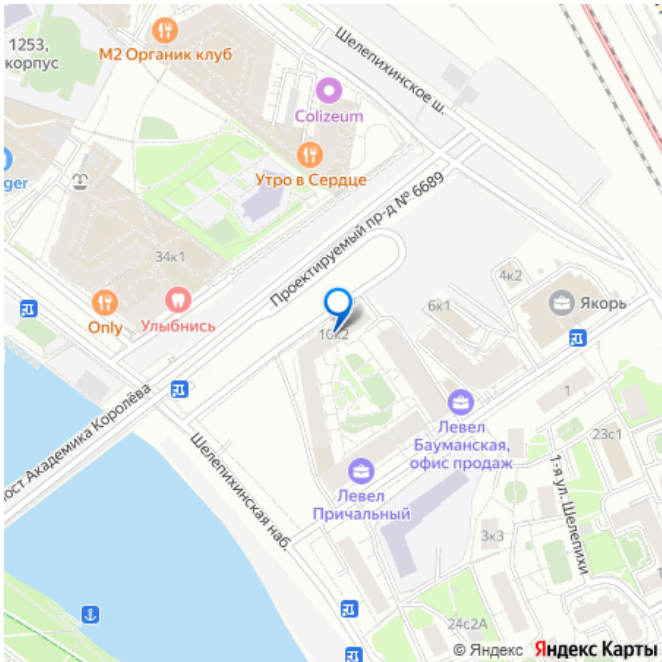 1253,
корпус
М2 Органик клуб
Шелепихинское ш.
Colizeum
Утро в Сердце
ger
Проектируемый пр-д № 6689
34к1
4к2
6к1
Якорь
Only
Улыбнись
10к2
ост Академика Королёва
Левел
Бауманская,
офис продаж
1
23с1
Шелепихинская наб.
Левел
Причальный
1-я ул. Шелепихи
3к3
24с2А
© Яндекс Яндекс Карты